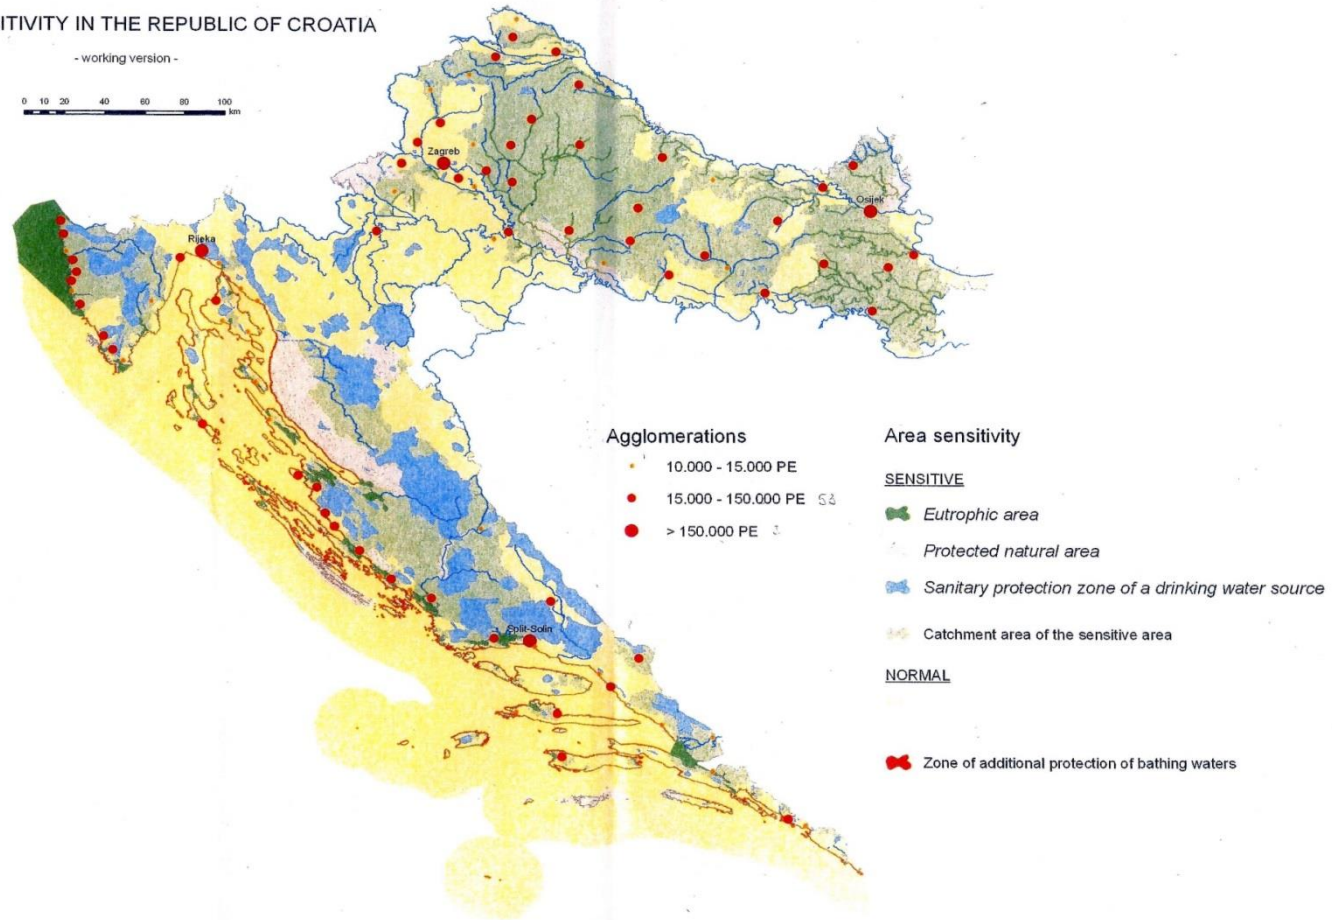 ITIVITY IN THE REPUBLIC OF CROATIA
- working version -
0 10 20 40 60 80 100
km
Zagreb
Osijek
Rijeka
Split-Solin
Agglomerations
10.000 - 15.000 PE
15.000 - 150.000 PE 53
> 150.000 PE
Area sensitivity
SENSITIVE
Eutrophic area
Protected natural area
Sanitary protection zone of a drinking water source
Catchment area of the sensitive area
NORMAL
Zone of additional protection of bathing waters